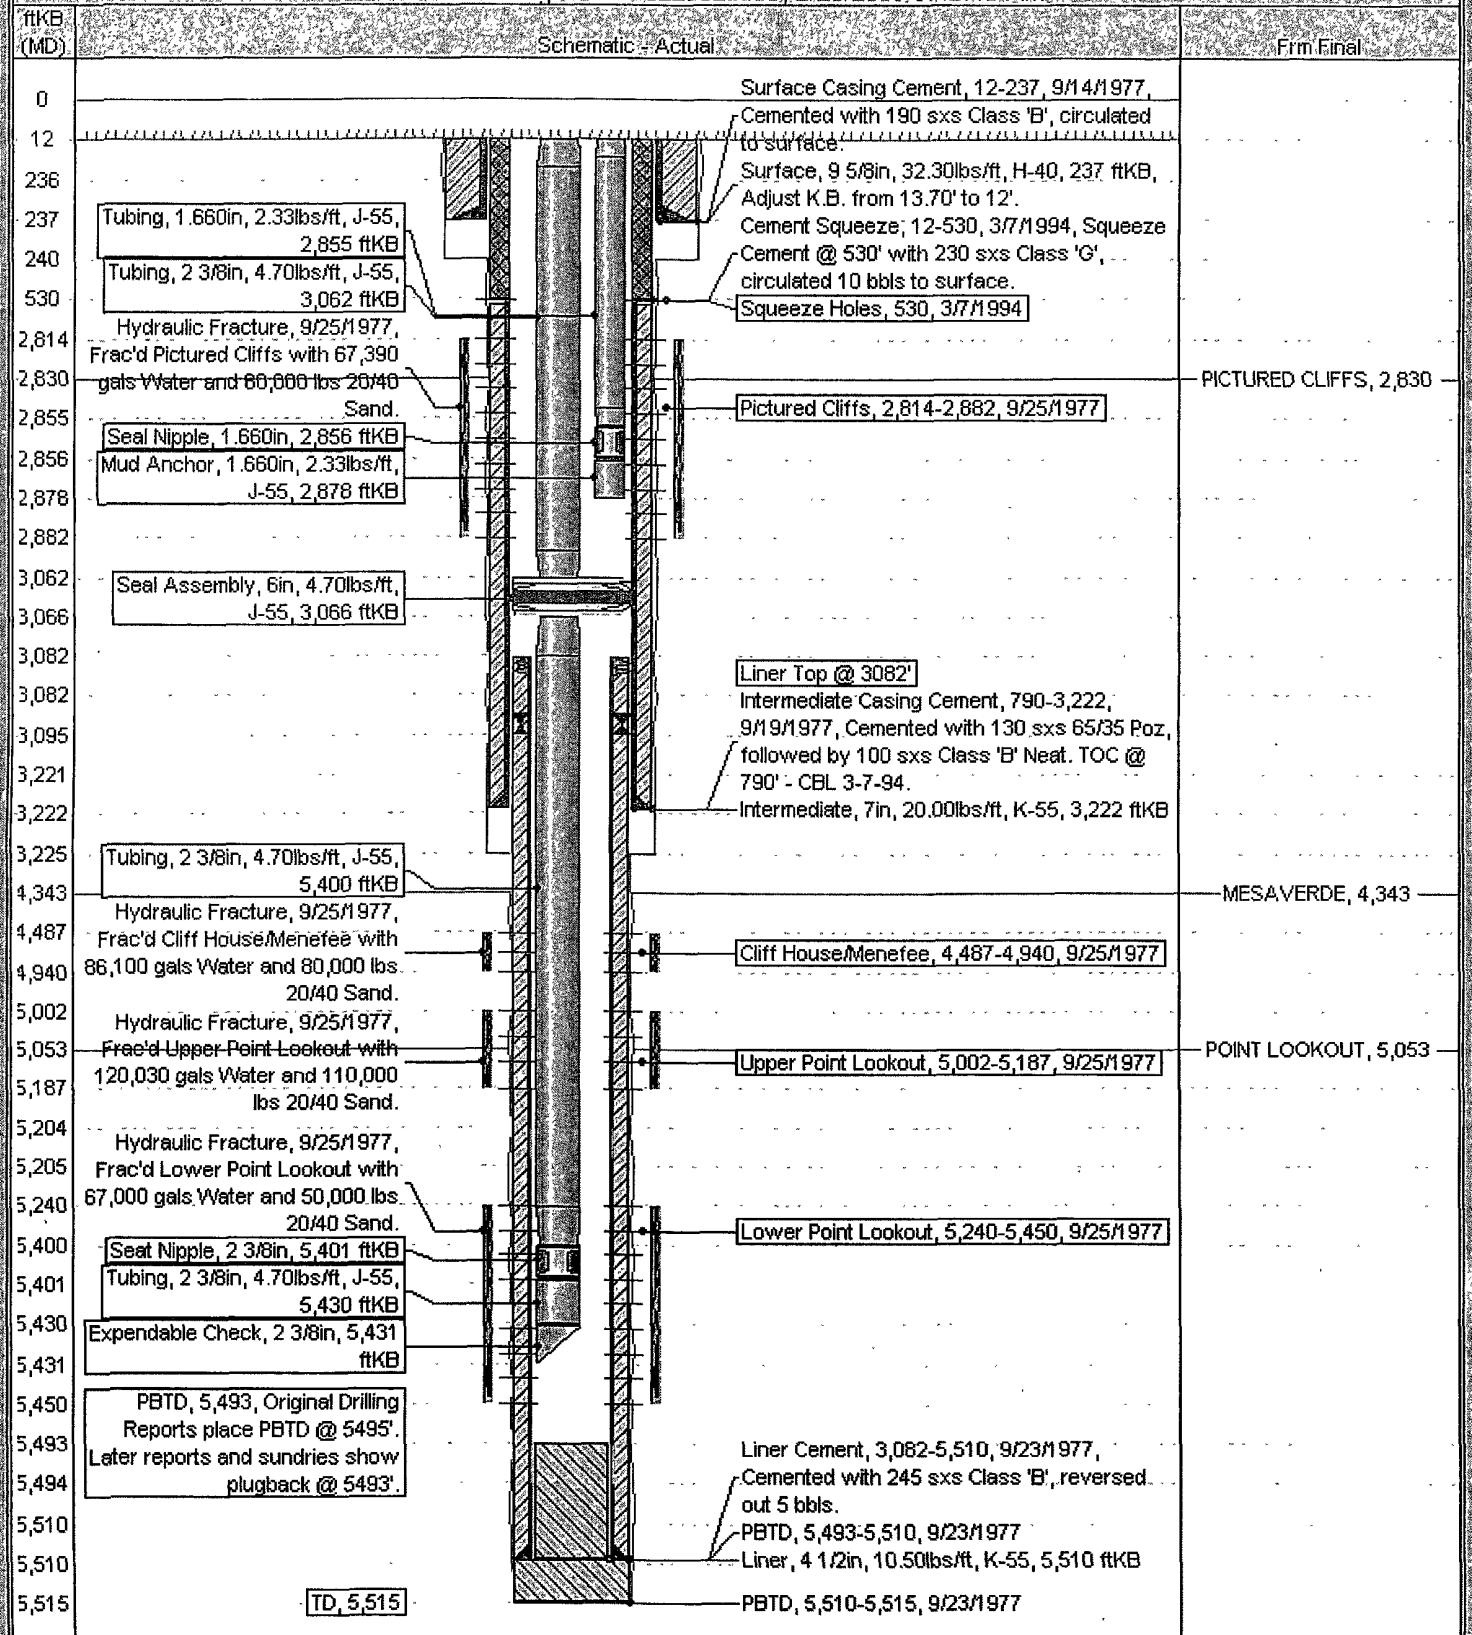 ftKB
(MD)
Schematic - Actual
Frm Final
0
12
236
237
240
530
2,814
2,830
2,855
2,856
2,878
2,882
3,062
3,066
3,082
3,082
3,095
3,221
3,222
3,225
4,343
4,487
4,940
5,002
5,053
5,187
5,204
5,205
5,240
5,400
5,401
5,430
5,431
5,450
5,493
5,494
5,510
5,510
5,515
Tubing, 1.660in, 2.33lbs/ft, J-55,
2,855 ftKB
Tubing, 2 3/8in, 4.70lbs/ft, J-55,
3,062 ftKB
Hydraulic Fracture, 9/25/1977,
Frac'd Pictured Cliffs with 67,390
gals Water and 80,000 lbs 20/40
Sand.
Seal Nipple, 1.660in, 2,856 ftKB
Mud Anchor, 1.660in, 2.33lbs/ft,
J-55, 2,878 ftKB
Seal Assembly, 6in, 4.70lbs/ft,
J-55, 3,066 ftKB
Tubing, 2 3/8in, 4.70lbs/ft, J-55,
5,400 ftKB
Hydraulic Fracture, 9/25/1977,
Frac'd Cliff House/Menefee with
86,100 gals Water and 80,000 lbs
20/40 Sand.
Hydraulic Fracture, 9/25/1977,
Frac'd Upper Point Lookout with
120,030 gals Water and 110,000
lbs 20/40 Sand.
Hydraulic Fracture, 9/25/1977,
Frac'd Lower Point Lookout with
67,000 gals Water and 50,000 lbs
20/40 Sand.
Seat Nipple, 2 3/8in, 5,401 ftKB
Tubing, 2 3/8in, 4.70lbs/ft, J-55,
5,430 ftKB
Expendable Check, 2 3/8in, 5,431
ftKB
PBTD, 5,493, Original Drilling
Reports place PBTD @ 5495'.
Later reports and sundries show
plugback @ 5493'.
TD, 5,515
Surface Casing Cement, 12-237, 9/14/1977,
Cemented with 190 sxs Class 'B', circulated
to surface.
Surface, 9 5/8in, 32.30lbs/ft, H-40, 237 ftKB,
Adjust K.B. from 13.70' to 12'.
Cement Squeeze, 12-530, 3/7/1994, Squeeze
Cement @ 530' with 230 sxs Class 'G',
circulated 10 bbls to surface.
Squeeze Holes, 530, 3/7/1994
Pictured Cliffs, 2,814-2,882, 9/25/1977
Liner Top @ 3082'
Intermediate Casing Cement, 790-3,222,
9/19/1977, Cemented with 130 sxs 65/35 Poz,
followed by 100 sxs Class 'B' Neat. TOC @
790' - CBL 3-7-94.
Intermediate, 7in, 20.00lbs/ft, K-55, 3,222 ftKB
Cliff House/Menefee, 4,487-4,940, 9/25/1977
Upper Point Lookout, 5,002-5,187, 9/25/1977
Lower Point Lookout, 5,240-5,450, 9/25/1977
Liner Cement, 3,082-5,510, 9/23/1977,
Cemented with 245 sxs Class 'B', reversed
out 5 bbls.
PBTD, 5,493-5,510, 9/23/1977
Liner, 4 1/2in, 10.50lbs/ft, K-55, 5,510 ftKB
PBTD, 5,510-5,515, 9/23/1977
PICTURED CLIFFS, 2,830
MESAVERDE, 4,343
POINT LOOKOUT, 5,053